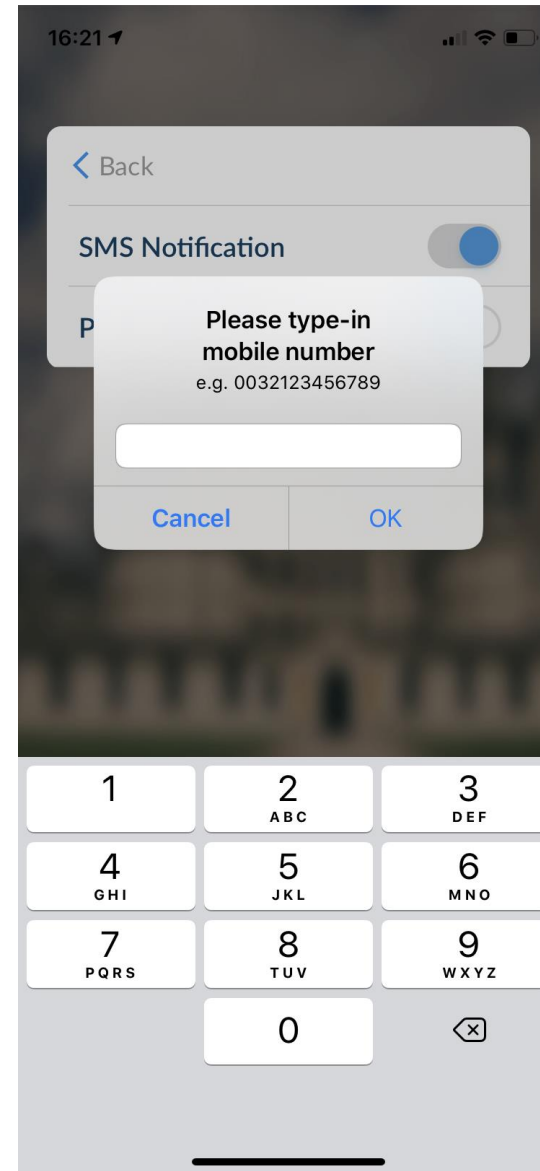 16:21
Back
SMS Notification
P
Please type-in
mobile number
e.g. 0032123456789
Cancel OK
1 2 3
ABC DEF
4 5 6
GHI JKL MNO
7 8 9
PQRS TUV WXYZ
0